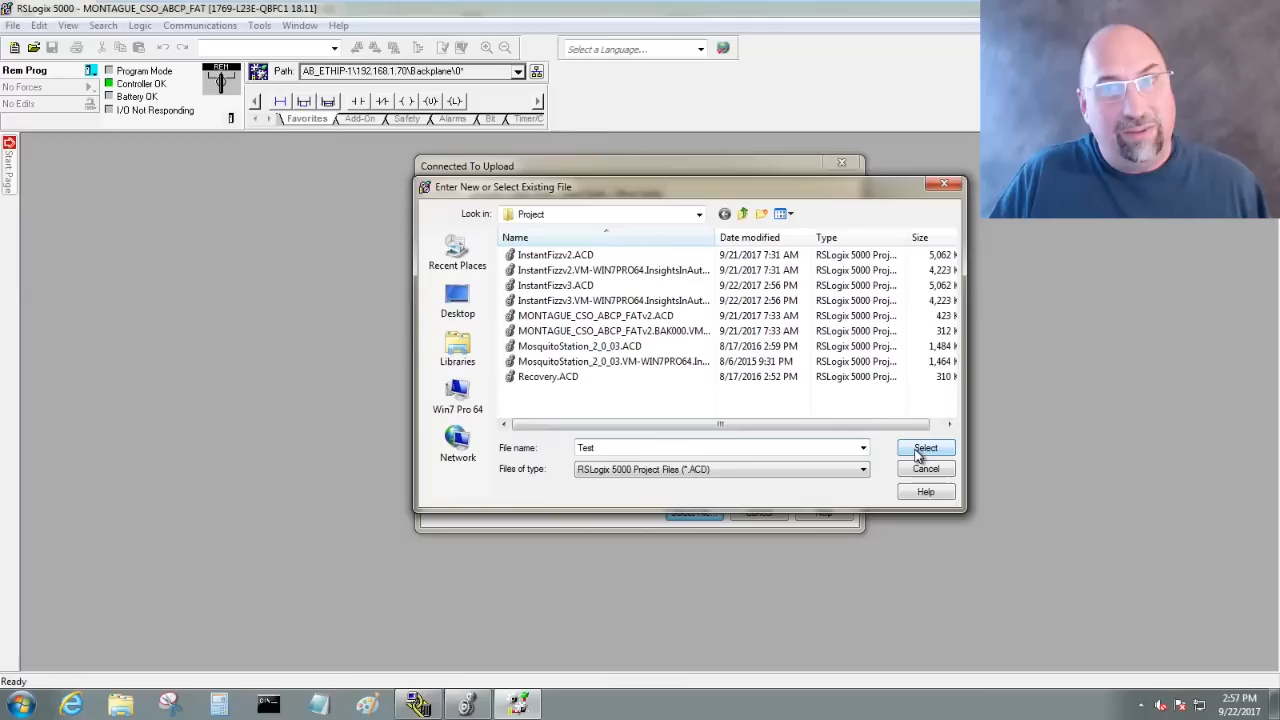 RSLogix 5000 - MONTAGUE_CSO_ABCP_FAT [1769-L23E-QBFC1 18.11]
File Edit View Search Logic Communications Tools Window Help
Select a Language...
Rem Prog
Program Mode
REM
Path: AB_ETHIP-1\192.168.1.70\Backplane\0*
No Forces
Controller OK
Battery OK
No Edits
I/O Not Responding
Favorites Add-On Safety Alarms Bit Timer/C
Start Page
Connected To Upload
Enter New or Select Existing File
Look in: Project
Name Date modified Type Size
Recent Places
Desktop
Libraries
Win7 Pro 64
Network
InstantFizzv2.ACD 9/21/2017 7:31 AM RSLogix 5000 Proj... 5,062 K
InstantFizzv2.VM-WIN7PRO64.InsightsInAut... 9/21/2017 7:31 AM RSLogix 5000 Proj... 4,223 K
InstantFizzv3.ACD 9/22/2017 2:56 PM RSLogix 5000 Proj... 5,062 K
InstantFizzv3.VM-WIN7PRO64.InsightsInAut... 9/22/2017 2:56 PM RSLogix 5000 Proj... 4,223 K
MONTAGUE_CSO_ABCP_FATv2.ACD 9/21/2017 7:33 AM RSLogix 5000 Proj... 423 K
MONTAGUE_CSO_ABCP_FATv2.BAK000.VM... 9/21/2017 7:33 AM RSLogix 5000 Proj... 312 K
MosquitoStation_2_0_03.ACD 8/17/2016 2:59 PM RSLogix 5000 Proj... 1,484 K
MosquitoStation_2_0_03.VM-WIN7PRO64.In... 8/6/2015 9:31 PM RSLogix 5000 Proj... 1,464 K
Recovery.ACD 8/17/2016 2:52 PM RSLogix 5000 Proj... 310 K
File name: Test Select
Files of type: RSLogix 5000 Project Files (*.ACD) Cancel
Help
Ready
2:57 PM
9/22/2017